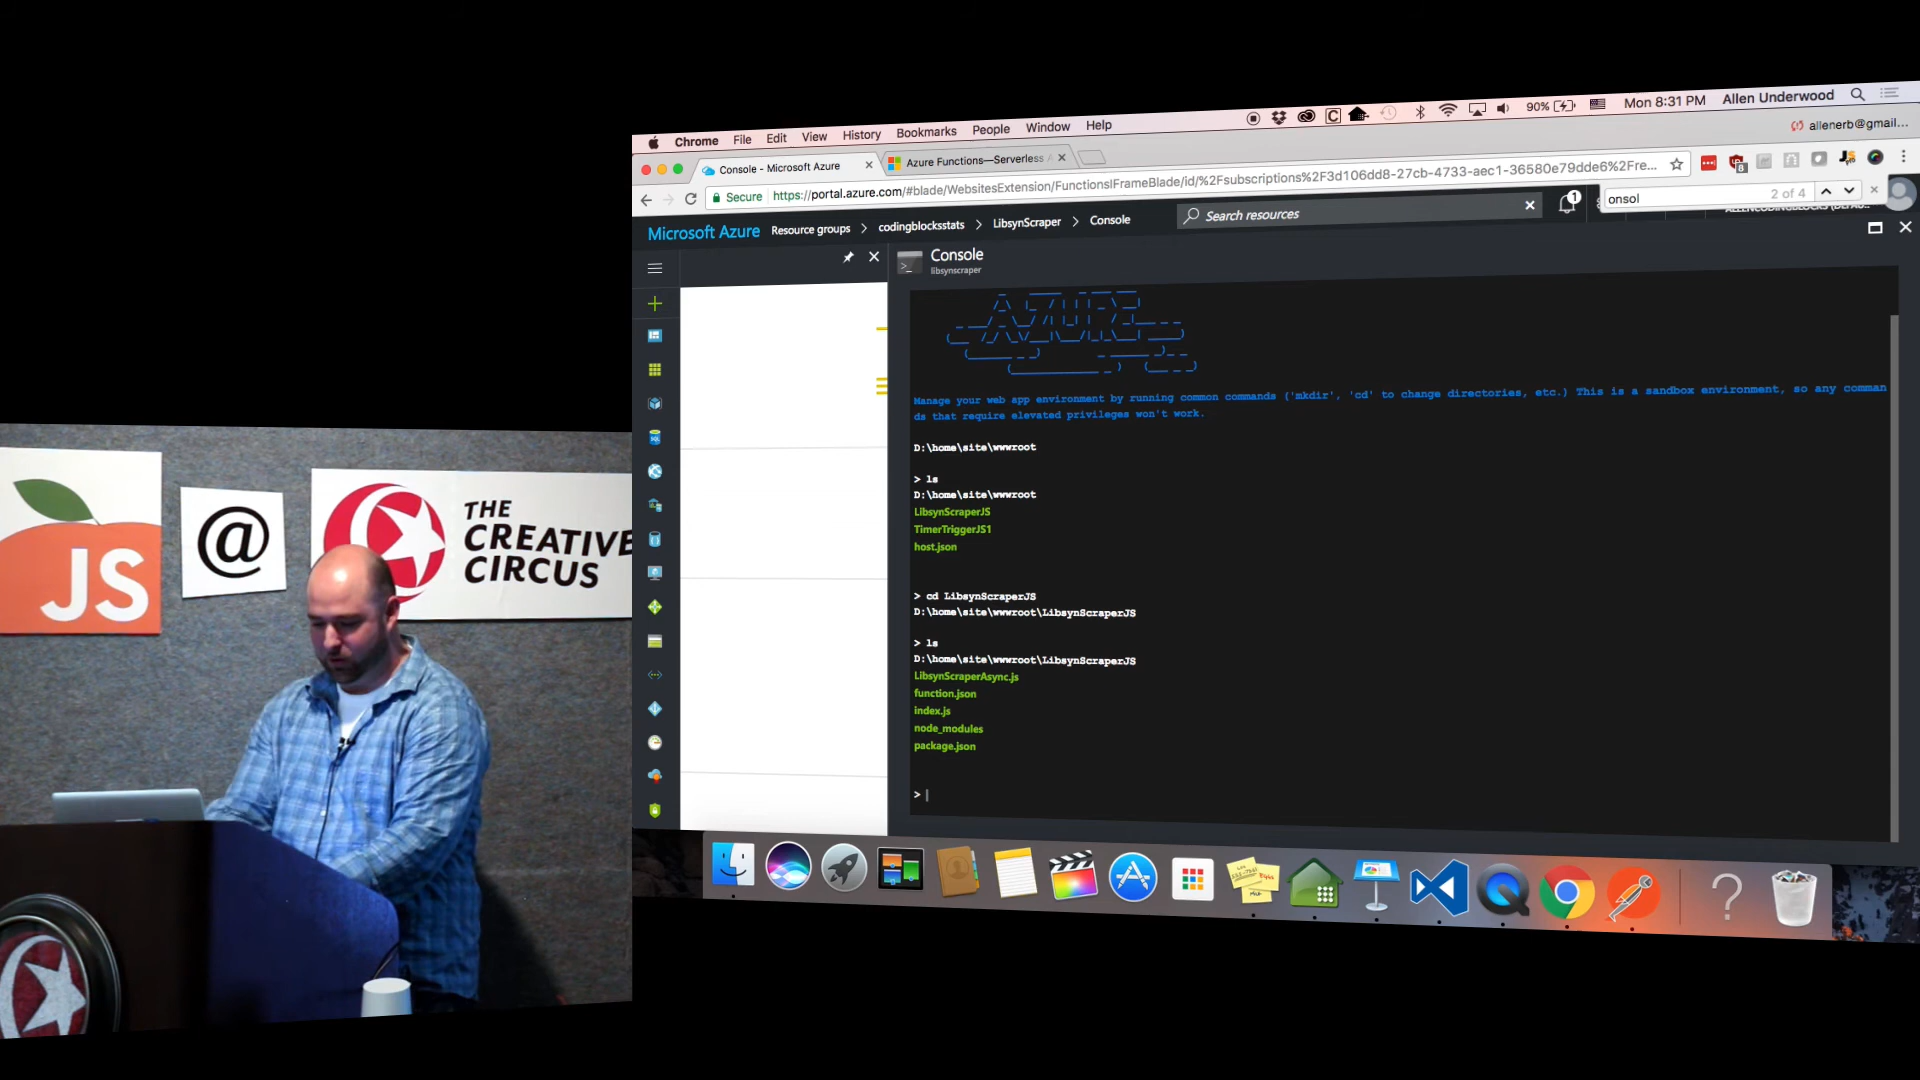 JS
@
THE
CREATIVE
CIRCUS
Chrome File Edit View History Bookmarks People Window Help
90% Mon 8:31 PM Allen Underwood
allenerb@gmail...
Console - Microsoft Azure
Azure Functions—Serverless A
Secure https://portal.azure.com/#blade/WebsitesExtension/FunctionsIFrameBlade/id/%2Fsubscriptions%2F3d106dd8-27cb-4733-aec1-36580e79dde6%2Fre...
8
onsol 2 of 4
Microsoft Azure Resource groups > codingblocksstats > LibsynScraper > Console
Search resources
1
Console
libsynscraper
AZURE
Manage your web app environment by running common commands ('mkdir', 'cd' to change directories, etc.) This is a sandbox environment, so any comman
ds that require elevated privileges won't work.
D:\home\site\wwwroot
> ls
D:\home\site\wwwroot
LibsynScraperJS
TimerTriggerJS1
host.json
> cd LibsynScraperJS
D:\home\site\wwwroot\LibsynScraperJS
> ls
D:\home\site\wwwroot\LibsynScraperJS
LibsynScraperAsync.js
function.json
index.js
node_modules
package.json
>